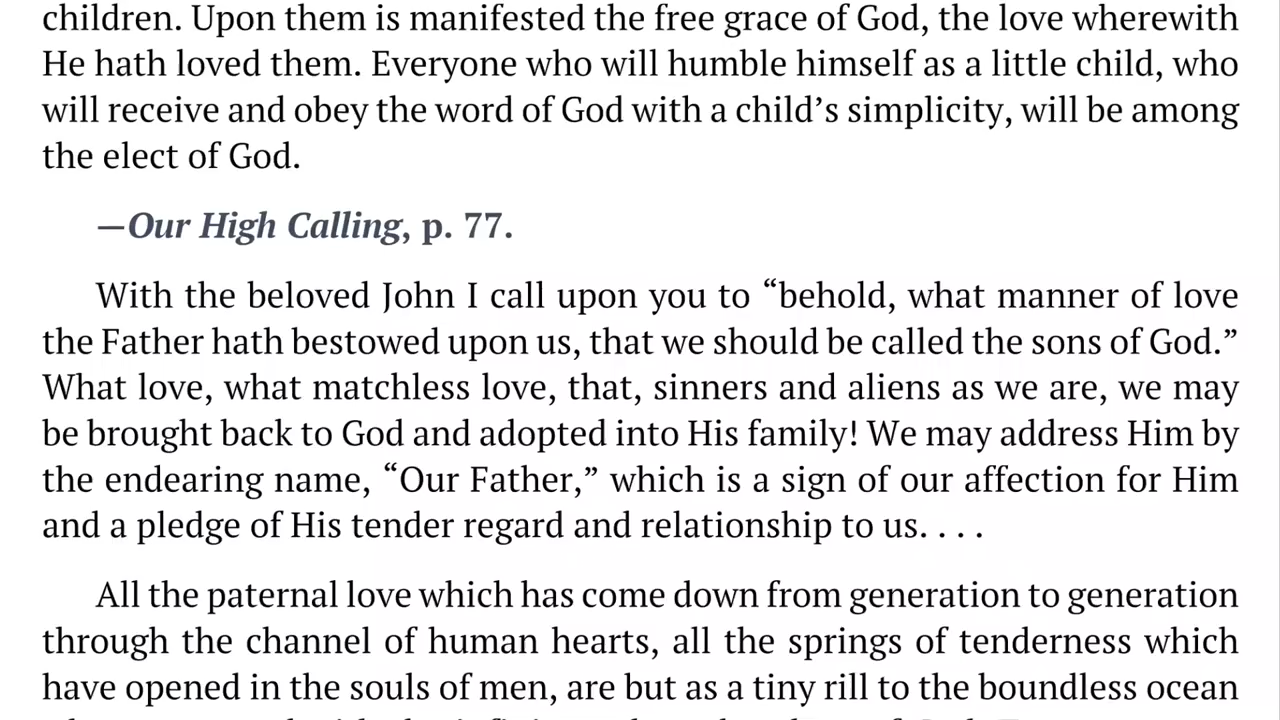 children. Upon them is manifested the free grace of God, the love wherewith
He hath loved them. Everyone who will humble himself as a little child, who
will receive and obey the word of God with a child’s simplicity, will be among
the elect of God.
—Our High Calling, p. 77.
With the beloved John I call upon you to “behold, what manner of love
the Father hath bestowed upon us, that we should be called the sons of God.”
What love, what matchless love, that, sinners and aliens as we are, we may
be brought back to God and adopted into His family! We may address Him by
the endearing name, “Our Father,” which is a sign of our affection for Him
and a pledge of His tender regard and relationship to us. . . .
All the paternal love which has come down from generation to generation
through the channel of human hearts, all the springs of tenderness which
have opened in the souls of men, are but as a tiny rill to the boundless ocean